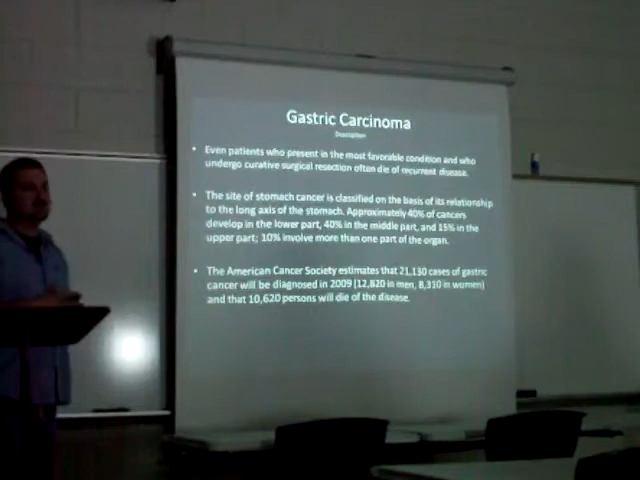 Gastric Carcinoma
Description
• Even patients who present in the most favorable condition and who
undergo curative surgical resection often die of recurrent disease.
• The site of stomach cancer is classified on the basis of its relationship
to the long axis of the stomach. Approximately 40% of cancers
develop in the lower part, 40% in the middle part, and 15% in the
upper part; 10% involve more than one part of the organ.
• The American Cancer Society estimates that 21,130 cases of gastric
cancer will be diagnosed in 2009 (12,820 in men, 8,310 in women)
and that 10,620 persons will die of the disease.